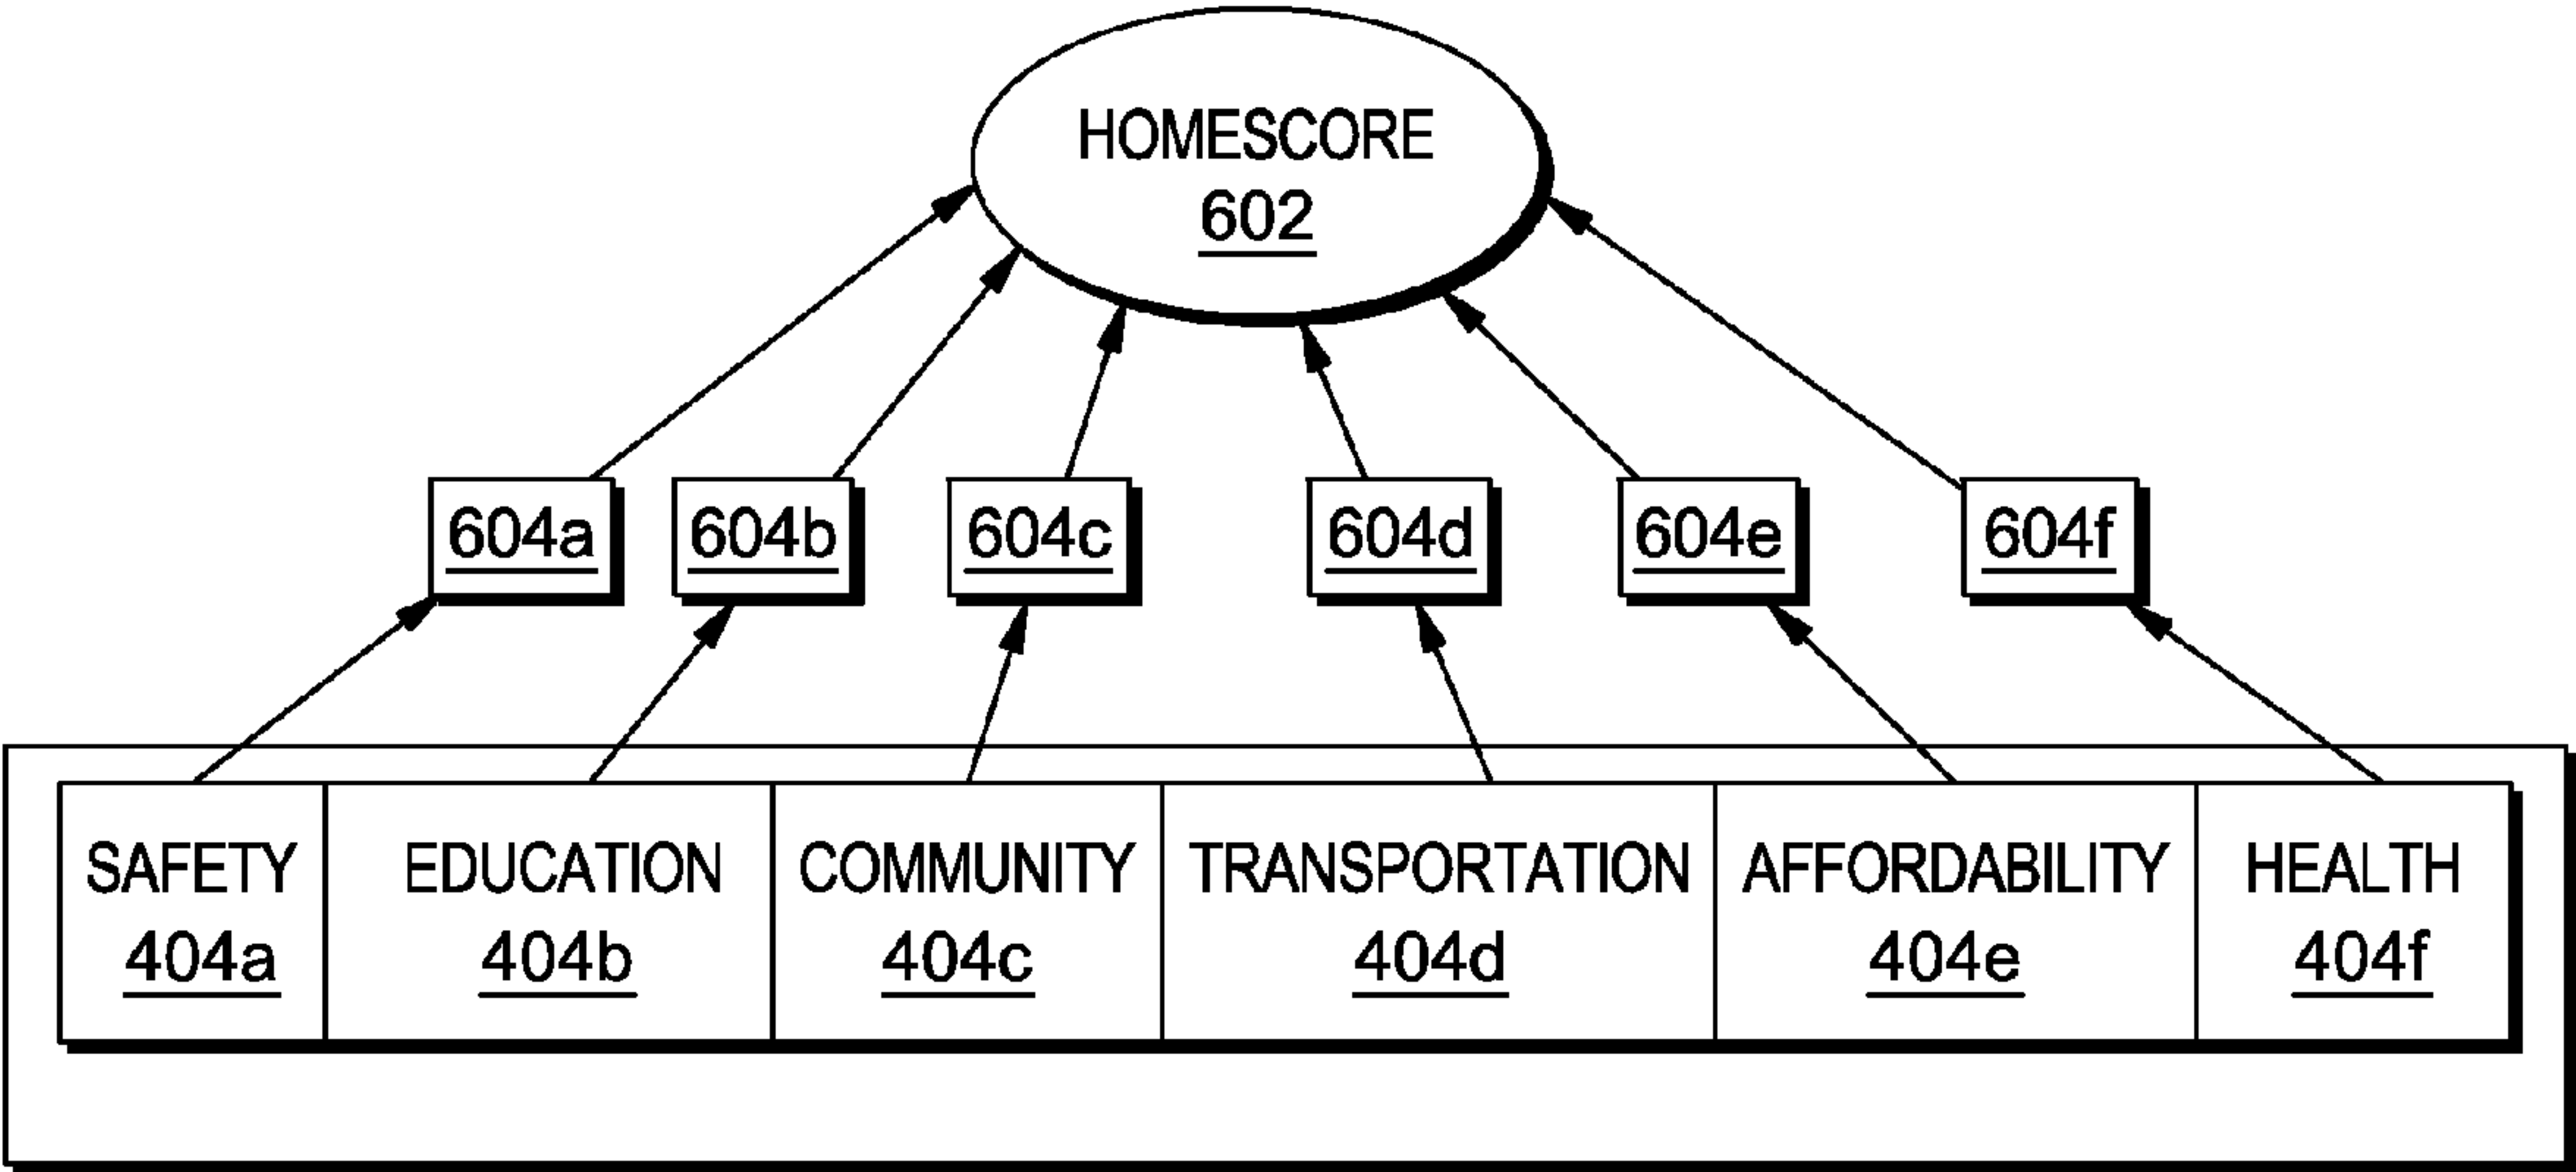 HOMESCORE
602
604a 604b 604c 604d 604e 604f
SAFETY EDUCATION COMMUNITY TRANSPORTATION AFFORDABILITY HEALTH
404a 404b 404c 404d 404e 404f